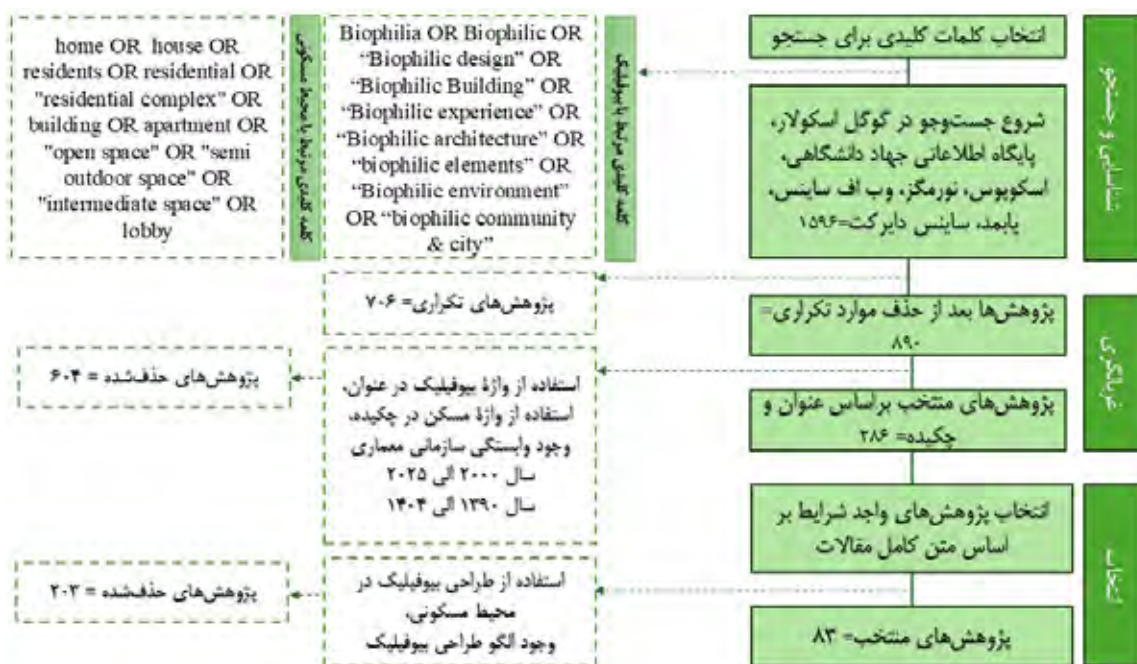 شناسایی و جستجو
انتخاب کلمات کلیدی برای جستجو
شروع جست‌وجو در گوگل اسکولار،
پایگاه اطلاعاتی جهاد دانشگاهی،
اسکوپوس، نورمگز، وب اف ساینس،
پابمد، ساینس دایرکت=۱۵۹۶
کلمه کلیدی مرتبط با بیوفیلیک
Biophilia OR Biophilic OR
“Biophilic design” OR
“Biophilic Building” OR
“Biophilic experience” OR
“Biophilic architecture” OR
“biophilic elements” OR
“Biophilic environment”
OR “biophilic community
& city”
کلمه کلیدی مرتبط با محیط مسکونی
home OR house OR
residents OR residential OR
"residential complex" OR
building OR apartment OR
"open space" OR "semi
outdoor space" OR
"intermediate space" OR
lobby
غربالگری
پژوهش‌های تکراری= ۷۰۶
پژوهش‌ها بعد از حذف موارد تکراری=
۸۹۰
استفاده از واژهٔ بیوفیلیک در عنوان،
استفاده از واژهٔ مسکن در چکیده،
وجود وابستگی سازمانی معماری
سال ۲۰۰۰ الی ۲۰۲۵
سال ۱۳۹۰ الی ۱۴۰۴
پژوهش‌های حذف‌شده = ۶۰۴
پژوهش‌های منتخب براساس عنوان و
چکیده= ۲۸۶
انتخاب
انتخاب پژوهش‌های واجد شرایط بر
اساس متن کامل مقالات
استفاده از طراحی بیوفیلیک در
محیط مسکونی،
وجود الگو طراحی بیوفیلیک
پژوهش‌های حذف‌شده = ۲۰۳
پژوهش‌های منتخب= ۸۳